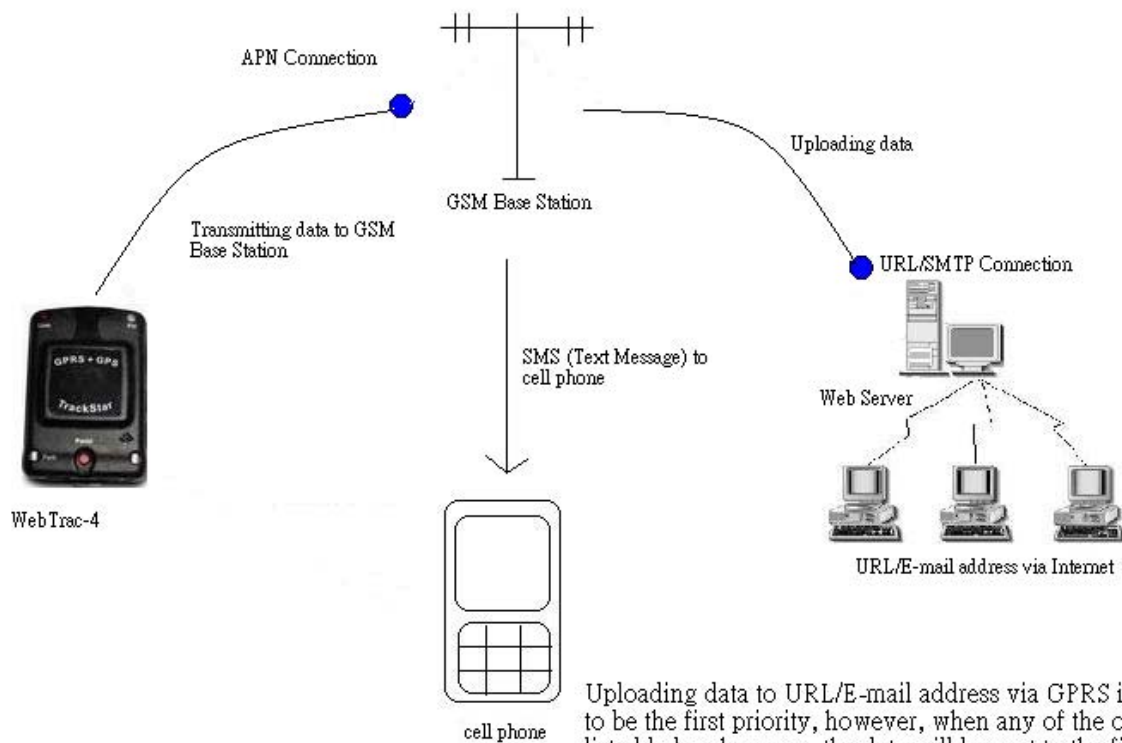 APN Connection
Uploading data
GSM Base Station
Transmitting data to GSM
Base Station
URL/SMTP Connection
GPRS + GPS
TrackStar
SMS (Text Message) to
cell phone
Web Server
WebTrac-4
URL/E-mail address via Internet
cell phone
Uploading data to URL/E-mail address via GPRS i
to be the first priority, however, when any of the